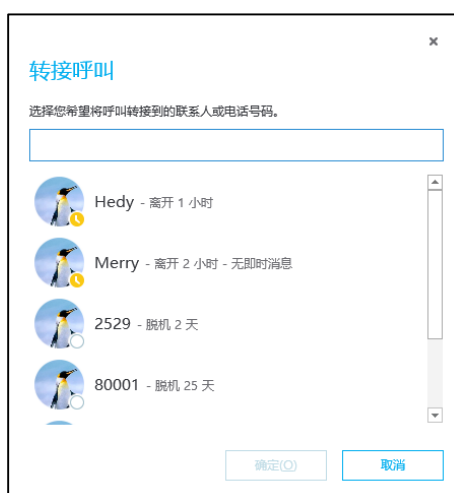 转接呼叫
选择您希望将呼叫转接到的联系人或电话号码。
Hedy - 离开 1 小时
Merry - 离开 2 小时 - 无即时消息
2529 - 脱机 2 天
80001 - 脱机 25 天
确定(O) 取消